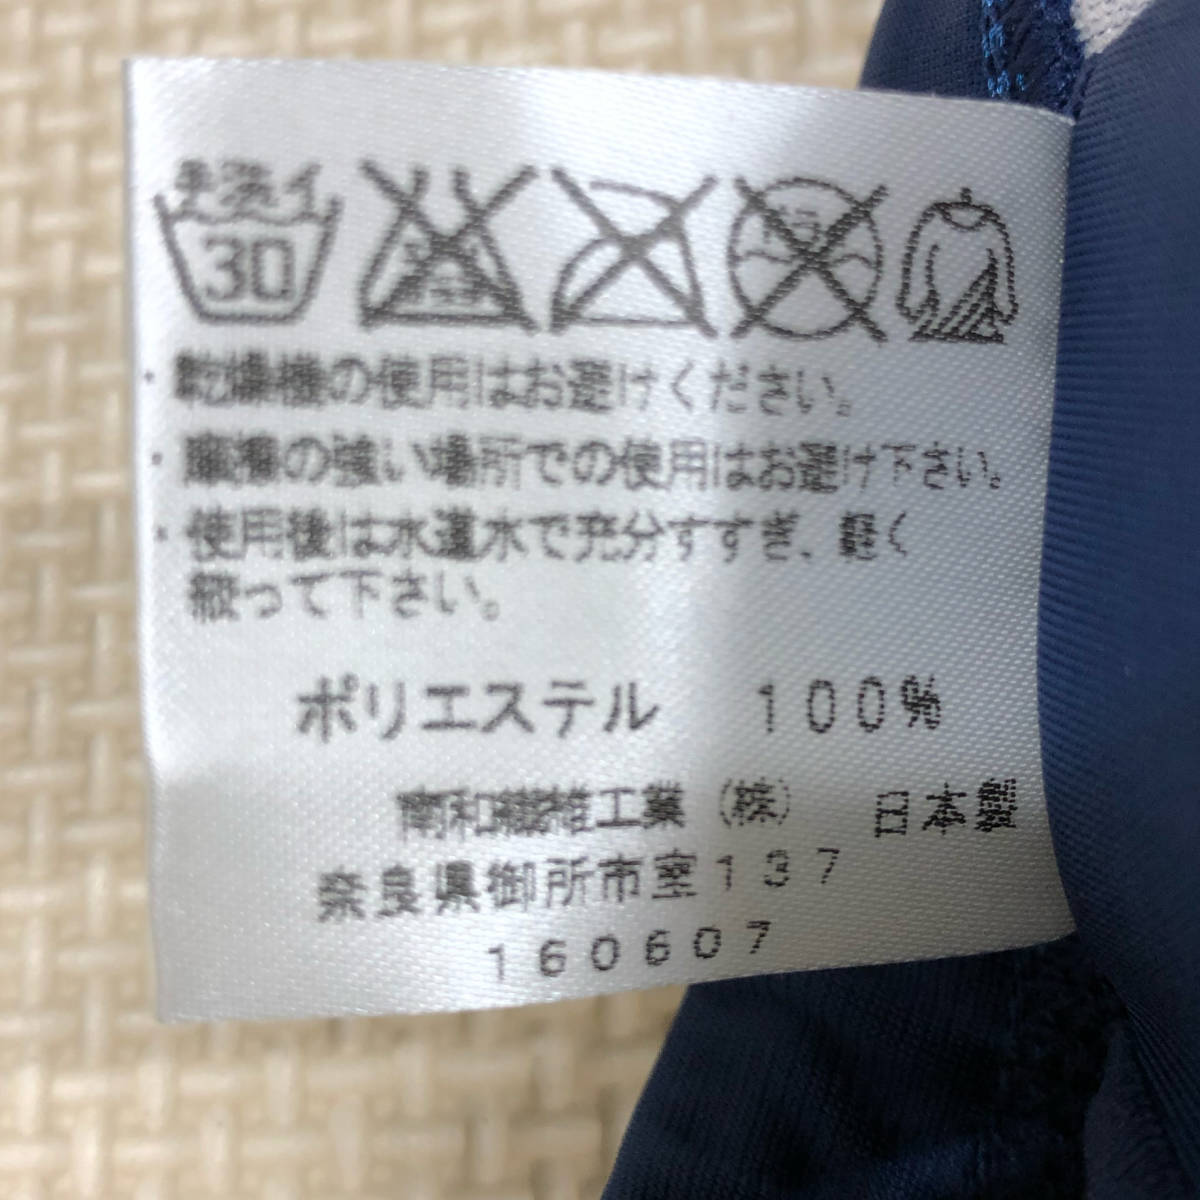 手洗イ
30
・乾燥機の使用はお避けください。
・摩擦の強い場所での使用はお避け下さい。
・使用後は水道水で充分すすぎ、軽く
絞って下さい。
ポリエステル 100%
南和繊維工業(株) 日本製
奈良県御所市室137
160607